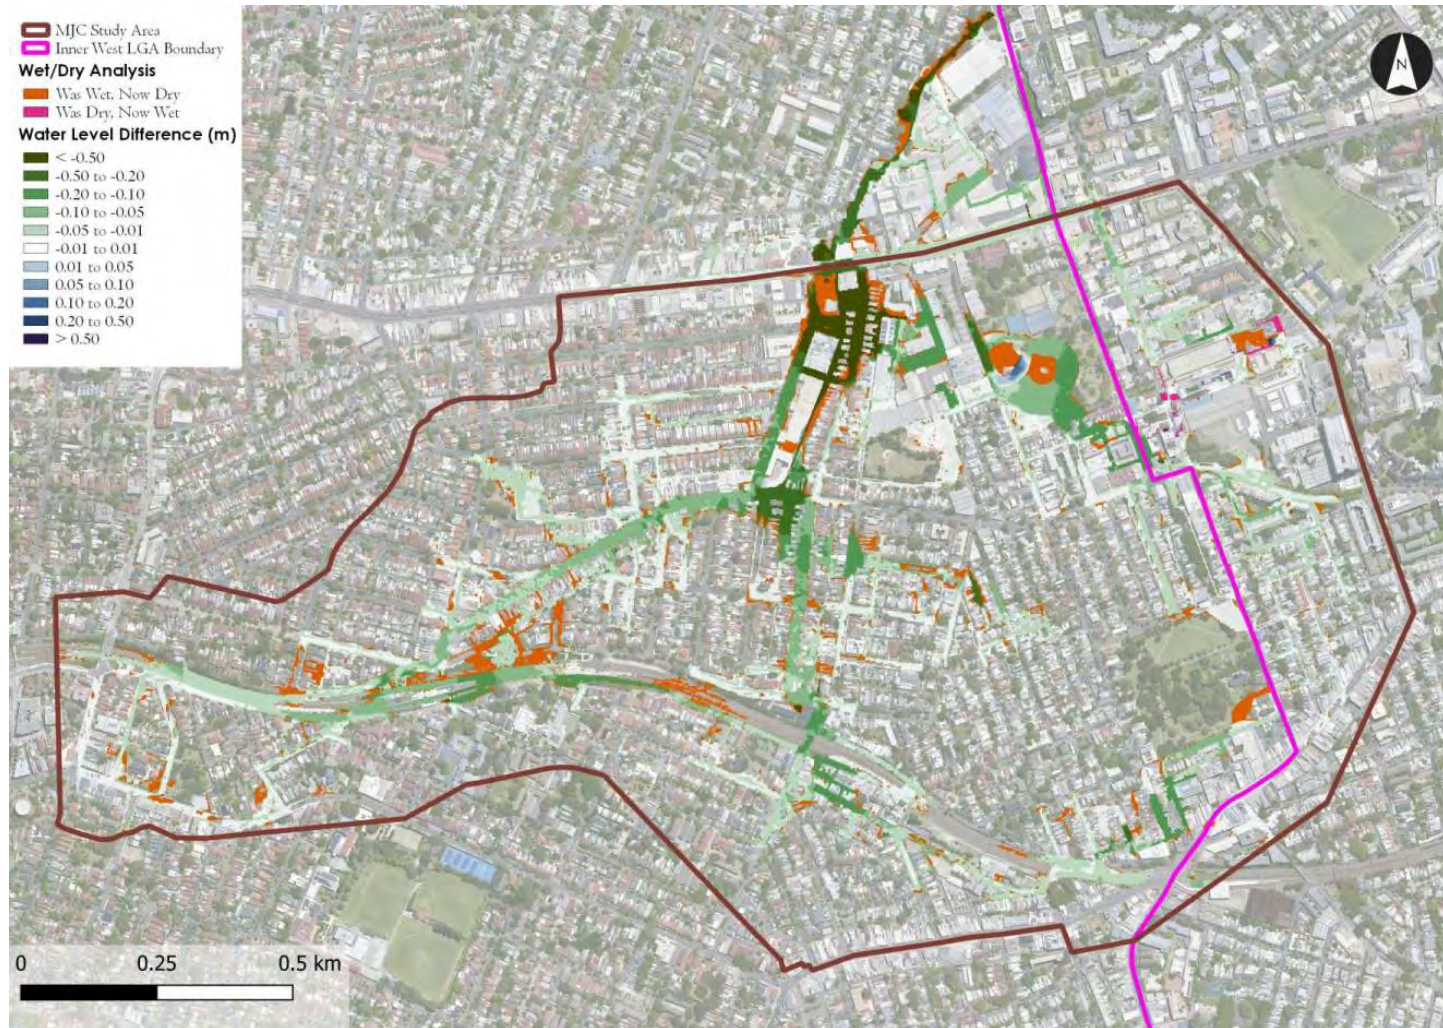 MJC Study Area
Inner West LGA Boundary
Wet/Dry Analysis
Was Wet, Now Dry
Was Dry, Now Wet
Water Level Difference (m)
< -0.50
-0.50 to -0.20
-0.20 to -0.10
-0.10 to -0.05
-0.05 to -0.01
-0.01 to 0.01
0.01 to 0.05
0.05 to 0.10
0.10 to 0.20
0.20 to 0.50
> 0.50
N
0 0.25 0.5 km